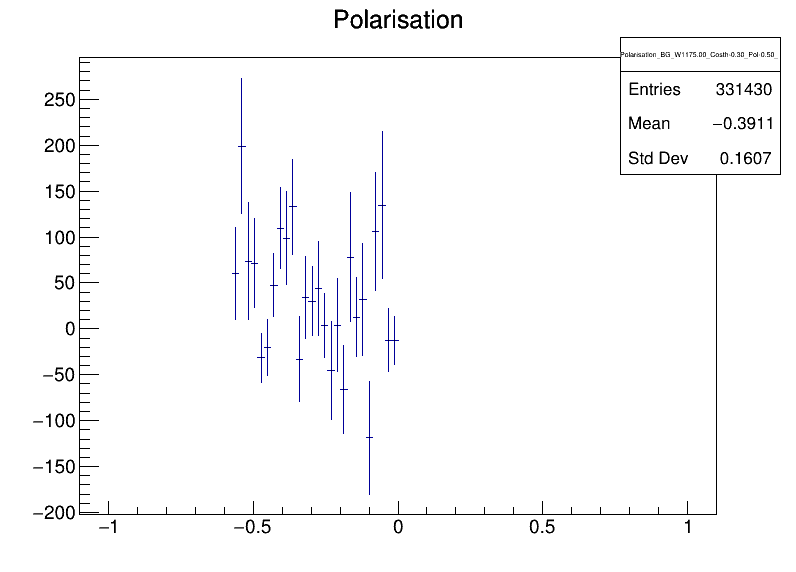 Polarisation
Polarisation_BG_W1175.00_Costh-0.30_Pol-0.50_
Entries 331430
Mean −0.3911
Std Dev 0.1607
250
200
150
100
50
0
−50
−100
−150
−200
−1 −0.5 0 0.5 1